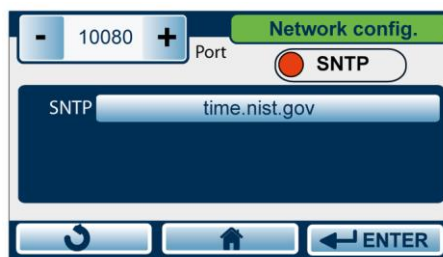 - 10080 + Port
Network config.
SNTP
SNTP time.nist.gov
ENTER